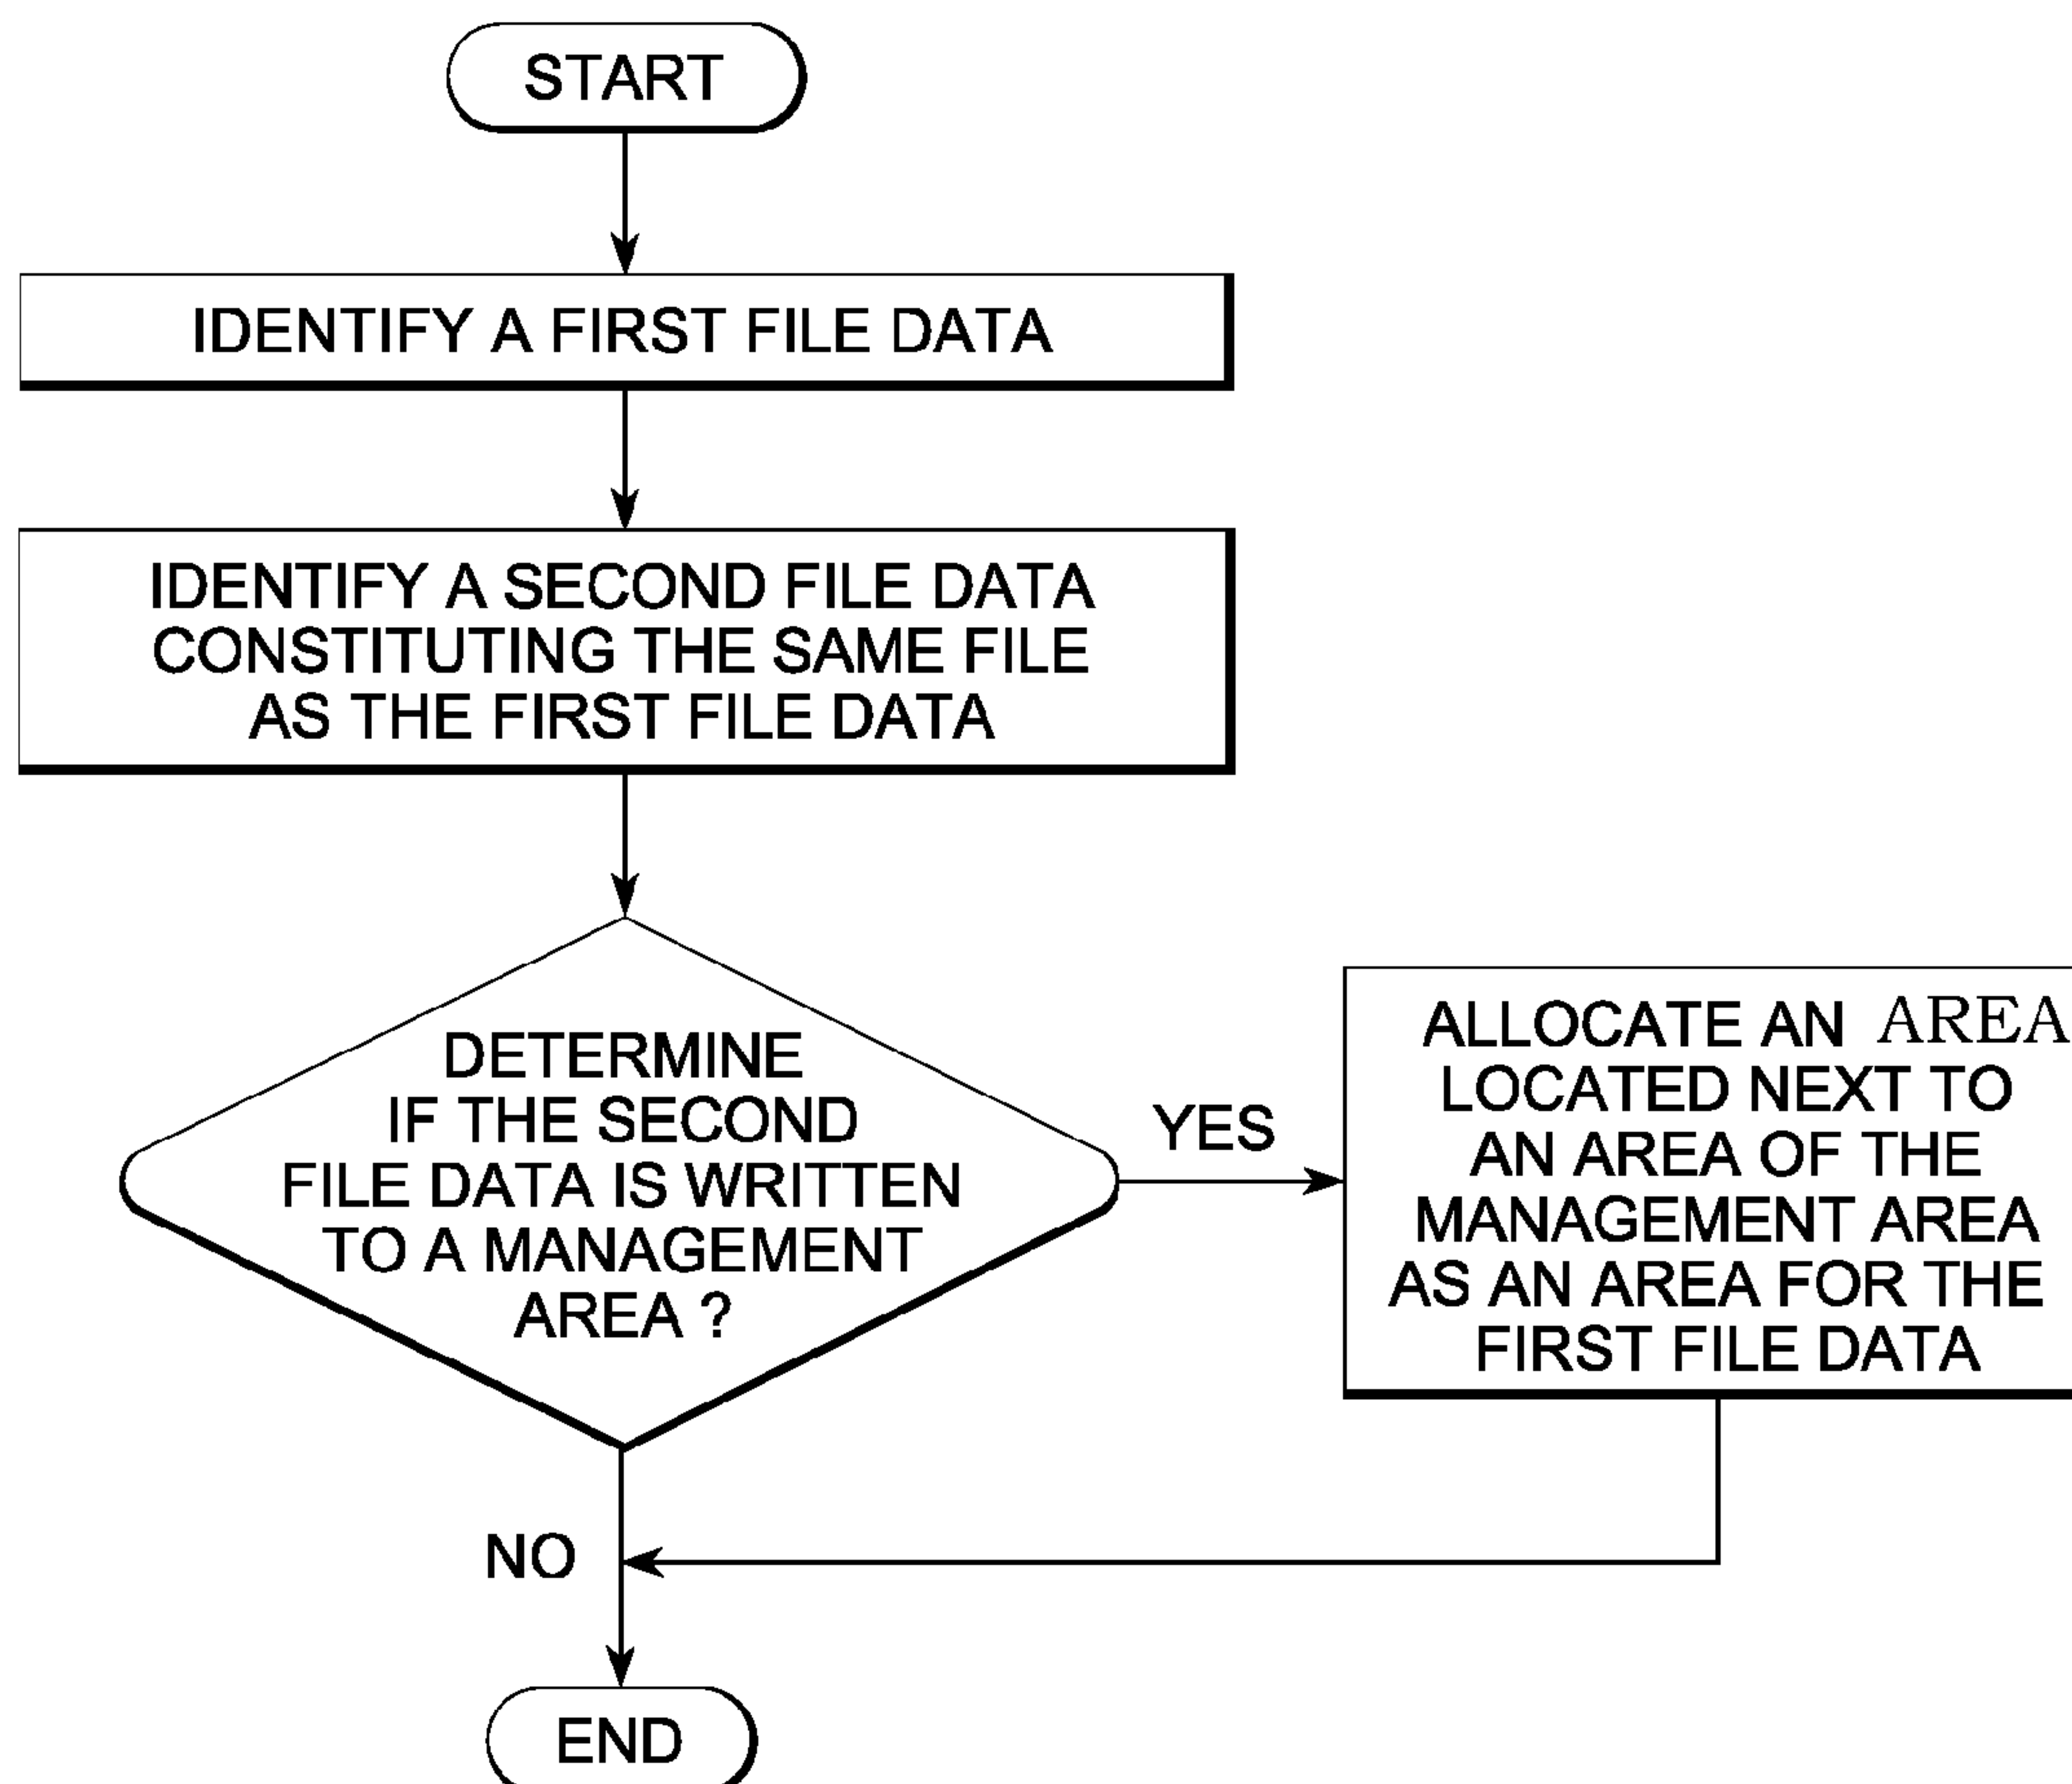 START
IDENTIFY A FIRST FILE DATA
IDENTIFY A SECOND FILE DATA
CONSTITUTING THE SAME FILE
AS THE FIRST FILE DATA
DETERMINE
IF THE SECOND
FILE DATA IS WRITTEN
TO A MANAGEMENT
AREA ?
YES
ALLOCATE AN AREA
LOCATED NEXT TO
AN AREA OF THE
MANAGEMENT AREA
AS AN AREA FOR THE
FIRST FILE DATA
NO
END